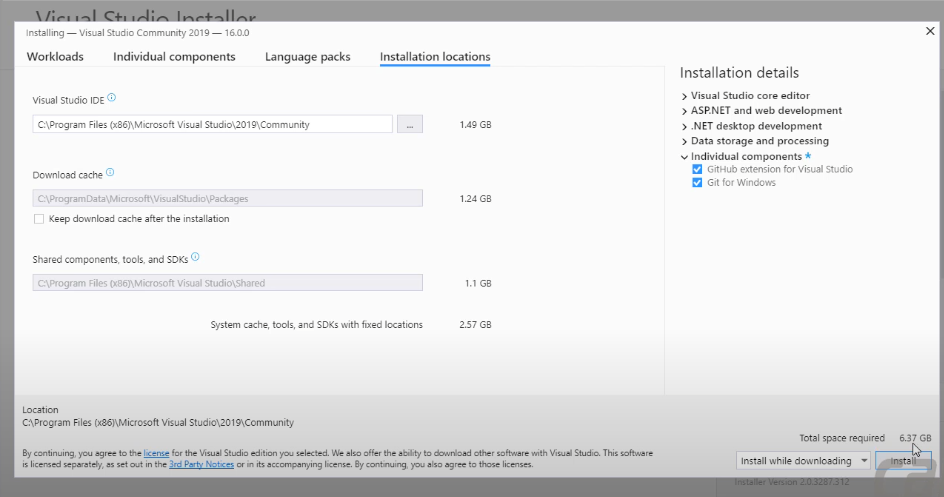 Visual Studio Installer
Installing — Visual Studio Community 2019 — 16.0.0
Workloads Individual components Language packs Installation locations
Visual Studio IDE
C:\Program Files (x86)\Microsoft Visual Studio\2019\Community ... 1.49 GB
Download cache
C:\ProgramData\Microsoft\VisualStudio\Packages 1.24 GB
Keep download cache after the installation
Shared components, tools, and SDKs
C:\Program Files (x86)\Microsoft Visual Studio\Shared 1.1 GB
System cache, tools, and SDKs with fixed locations 2.57 GB
Installation details
Visual Studio core editor
ASP.NET and web development
.NET desktop development
Data storage and processing
Individual components *
GitHub extension for Visual Studio
Git for Windows
Location
C:\Program Files (x86)\Microsoft Visual Studio\2019\Community
Total space required 6.37 GB
By continuing, you agree to the license for the Visual Studio edition you selected. We also offer the ability to download other software with Visual Studio. This software
is licensed separately, as set out in the 3rd Party Notices or in its accompanying license. By continuing, you also agree to those licenses.
Install while downloading Install
Installer Version 2.0.3287.312